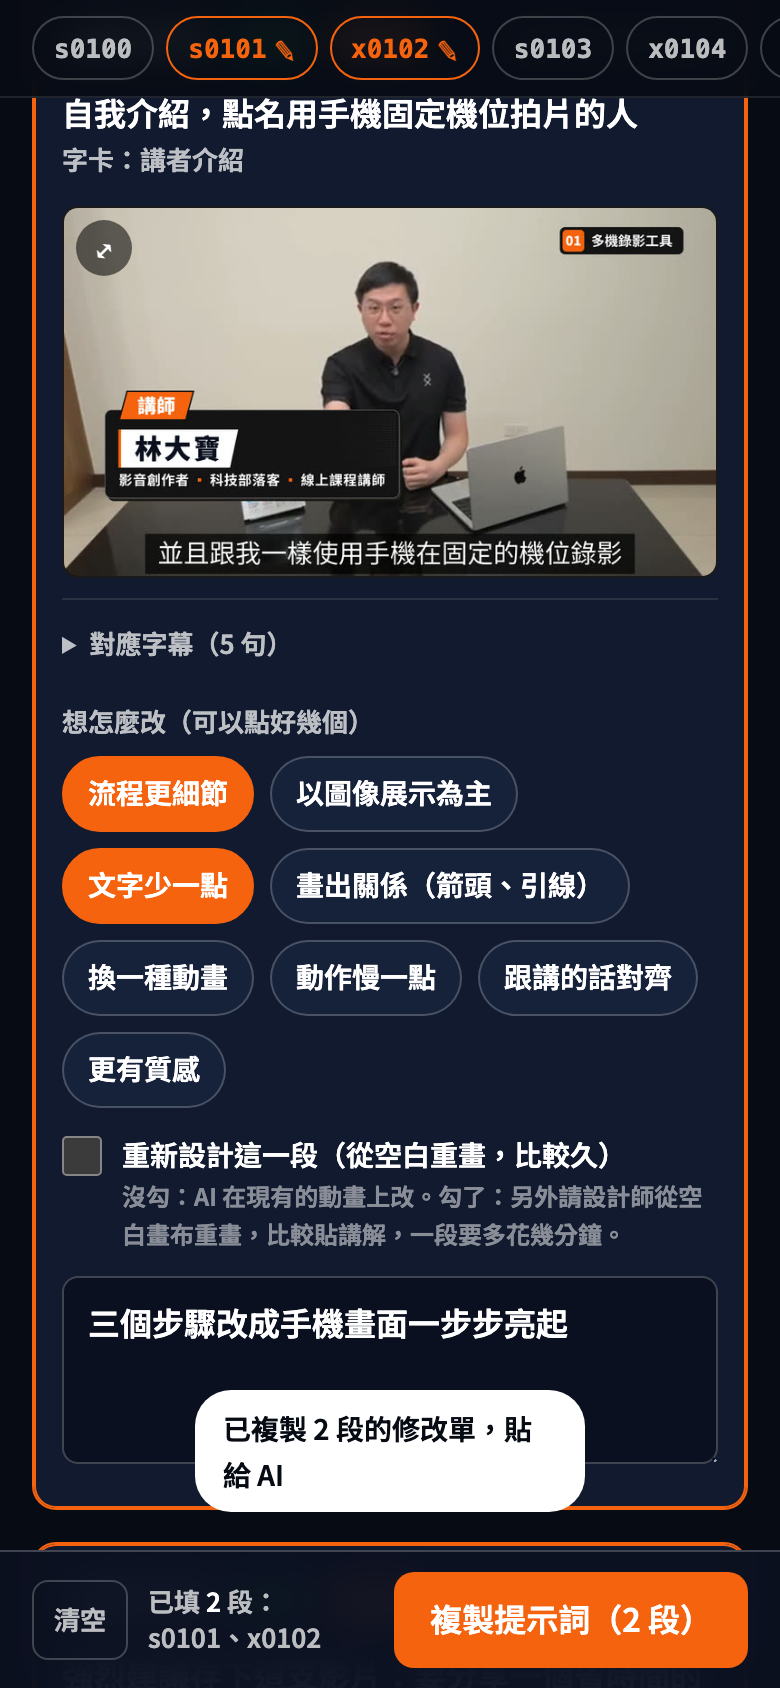 s0100
s0101
x0102
s0103
x0104
自我介紹，點名用手機固定機位拍片的人
字卡：講者介紹
01 多機錄影工具
講師
林大寶
影音創作者・科技部落客・線上課程講師
並且跟我一樣使用手機在固定的機位錄影
對應字幕（5 句）
想怎麼改（可以點好幾個）
流程更細節
以圖像展示為主
文字少一點
畫出關係（箭頭、引線）
換一種動畫
動作慢一點
跟講的話對齊
更有質感
重新設計這一段（從空白重畫，比較久）
沒勾：AI 在現有的動畫上改。勾了：另外請設計師從空
白畫布重畫，比較貼講解，一段要多花幾分鐘。
三個步驟改成手機畫面一步步亮起
已複製 2 段的修改單，貼
給 AI
清空
已填 2 段：
s0101、x0102
複製提示詞（2 段）